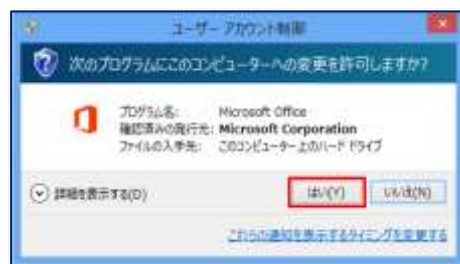 ユーザー アカウント制御
次のプログラムにこのコンピューターへの変更を許可しますか?
プログラム名: Microsoft Office
確認済みの発行元: Microsoft Corporation
ファイルの入手先: このコンピューター上のハード ドライブ
詳細を表示する(D)
はい(Y)
いいえ(N)
これらの通知を表示するタイミングを変更する